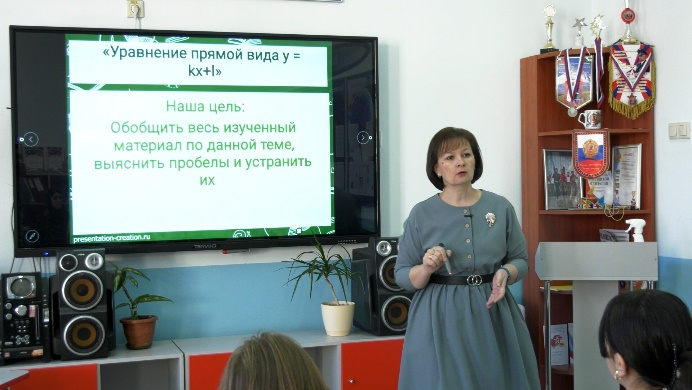 «Уравнение прямой вида y =
kx+l»
Наша цель:
Обобщить весь изученный
материал по данной теме,
выяснить пробелы и устранить
их
presentation-creation.ru